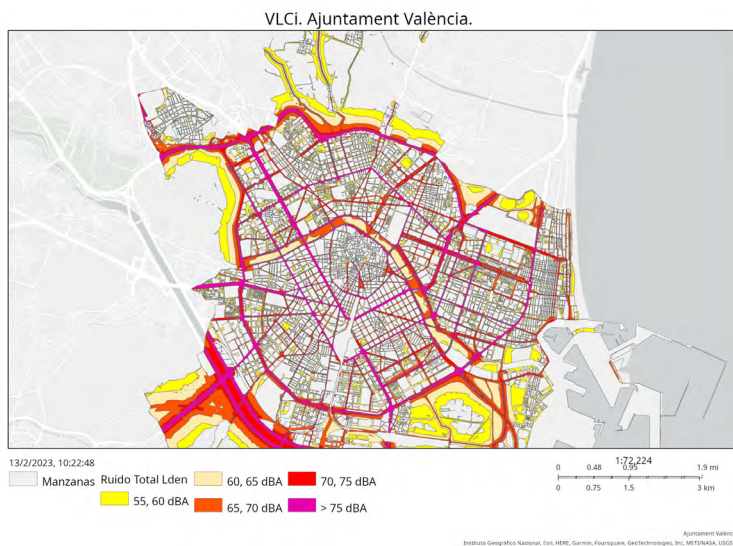 VLCi. Ajuntament València.
13/2/2023, 10:22:48
Manzanas
Ruido Total Lden
55, 60 dBA
60, 65 dBA
65, 70 dBA
70, 75 dBA
> 75 dBA
1:72,224
0 0.48 0.95 1.9 mi
0 0.75 1.5 3 km
Ajuntament Valènc
Instituto Geográfico Nacional, Esri, HERE, Garmin, Foursquare, GeoTechnologies, Inc, METI/NASA, USGS